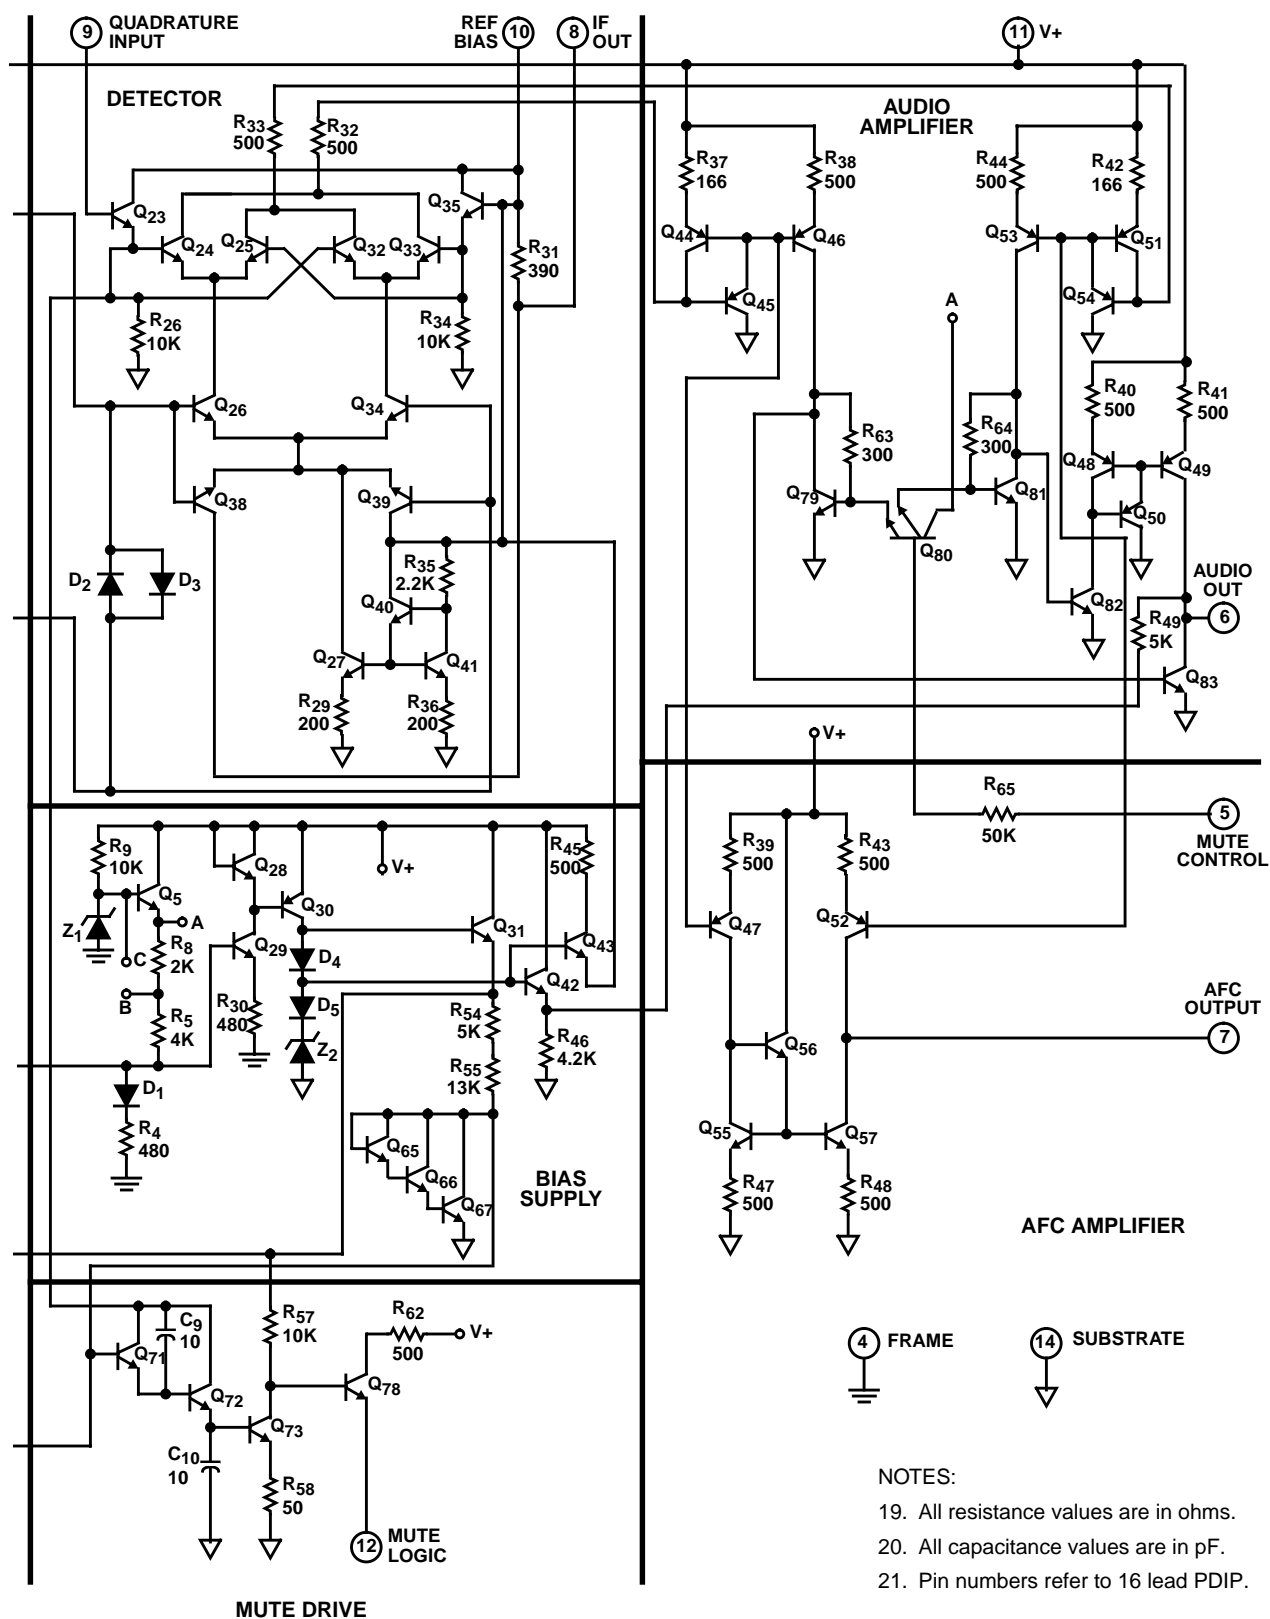 9 QUADRATURE INPUT
REF BIAS 10
8 IF OUT
11 V+
DETECTOR
AUDIO AMPLIFIER
R33 500
R32 500
R37 166
R38 500
R44 500
R42 166
Q23
Q35
Q24
Q25
Q32
Q33
R31 390
Q44
Q46
Q53
Q51
Q45
Q54
A
R26 10K
R34 10K
Q26
Q34
R40 500
R41 500
R63 300
R64 300
Q38
Q39
Q79
Q81
Q48
Q49
Q50
Q80
D2
D3
R35 2.2K
Q40
Q82
AUDIO OUT
6
R49 5K
Q27
Q41
Q83
R29 200
R36 200
V+
R65 50K
5
MUTE CONTROL
R9 10K
Q28
V+
R45 500
R39 500
R43 500
Q5
Q30
Z1
A
Q31
Q47
Q52
R8 2K
C
Q29
D4
Q43
Q42
B
R5 4K
R30 480
D5
R54 5K
AFC OUTPUT
7
Z2
R46 4.2K
Q56
R55 13K
D1
R4 480
Q65
Q66
Q67
BIAS SUPPLY
Q55
Q57
R47 500
R48 500
AFC AMPLIFIER
C9 10
R57 10K
R62 500
V+
4 FRAME
14 SUBSTRATE
Q71
Q72
Q78
Q73
C10 10
R58 50
12 MUTE LOGIC
MUTE DRIVE
NOTES:
19. All resistance values are in ohms.
20. All capacitance values are in pF.
21. Pin numbers refer to 16 lead PDIP.